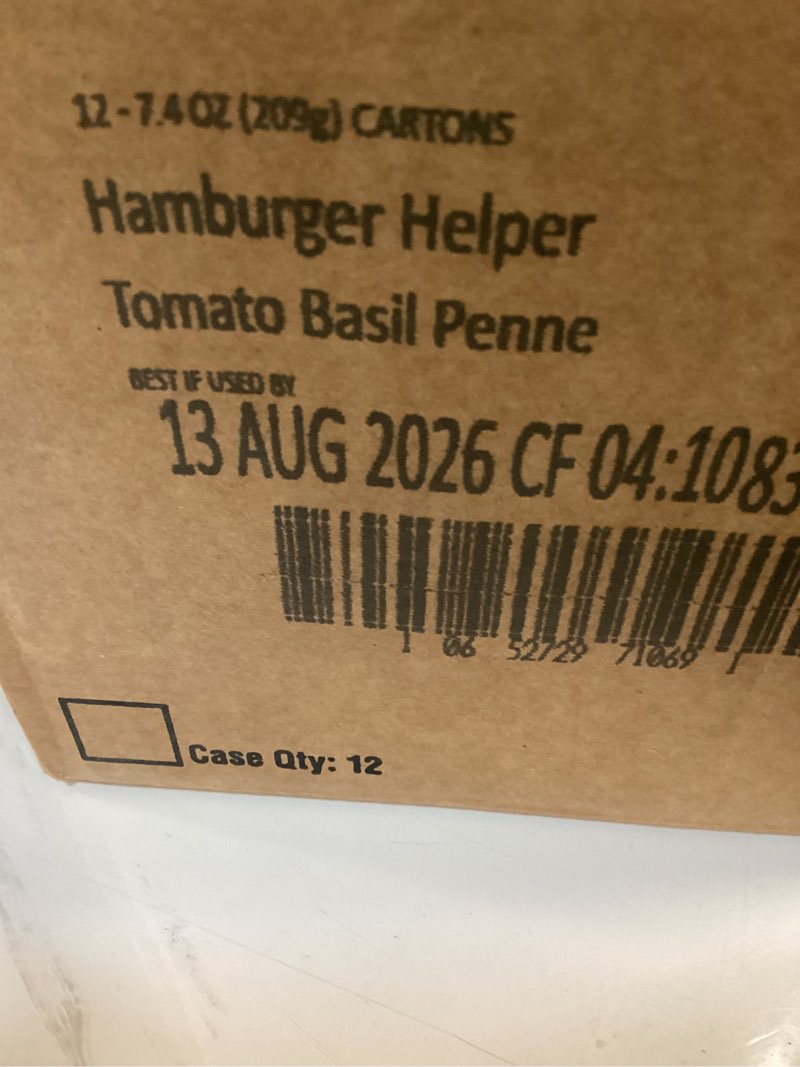 12 - 7.4 OZ (209g) CARTONS
Hamburger Helper
Tomato Basil Penne
BEST IF USED BY
13 AUG 2026 CF 04:1083
1 06 52729 71069
Case Qty: 12